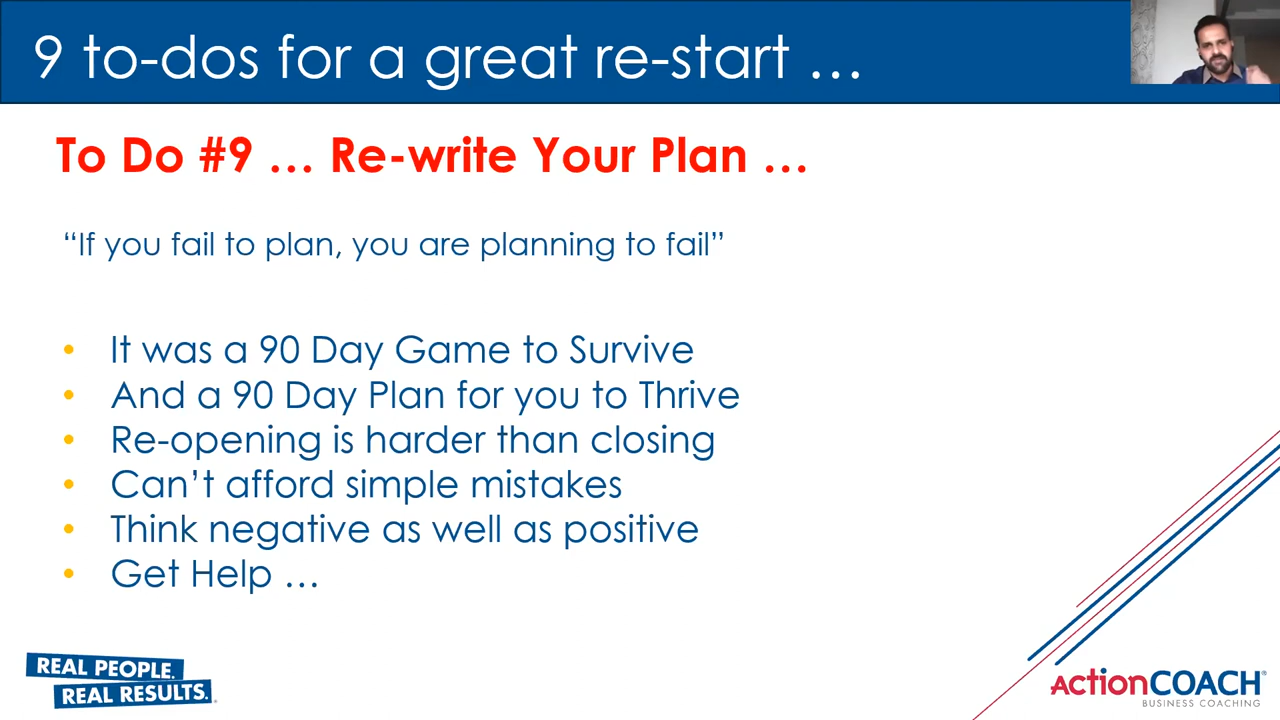 9 to-dos for a great re-start …
To Do #9 … Re-write Your Plan …
“If you fail to plan, you are planning to fail”
• It was a 90 Day Game to Survive
• And a 90 Day Plan for you to Thrive
• Re-opening is harder than closing
• Can’t afford simple mistakes
• Think negative as well as positive
• Get Help …
REAL PEOPLE.
REAL RESULTS.
ActionCOACH®
BUSINESS COACHING